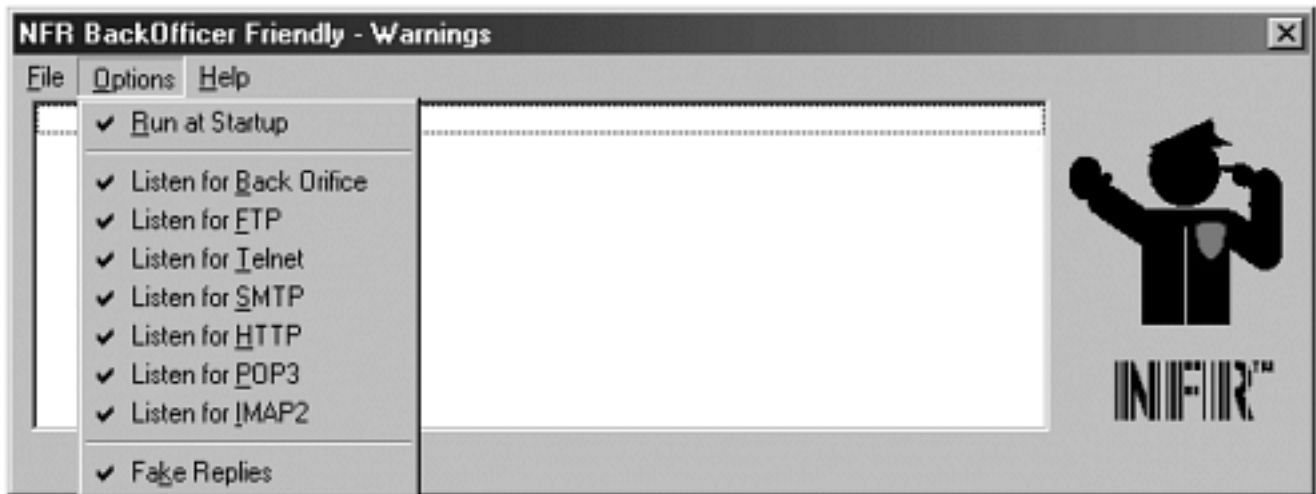 NFR BackOfficer Friendly - Warnings
File Options Help
Run at Startup
Listen for Back Orifice
Listen for FTP
Listen for Telnet
Listen for SMTP
Listen for HTTP
Listen for POP3
Listen for IMAP2
Fake Replies
NFR™